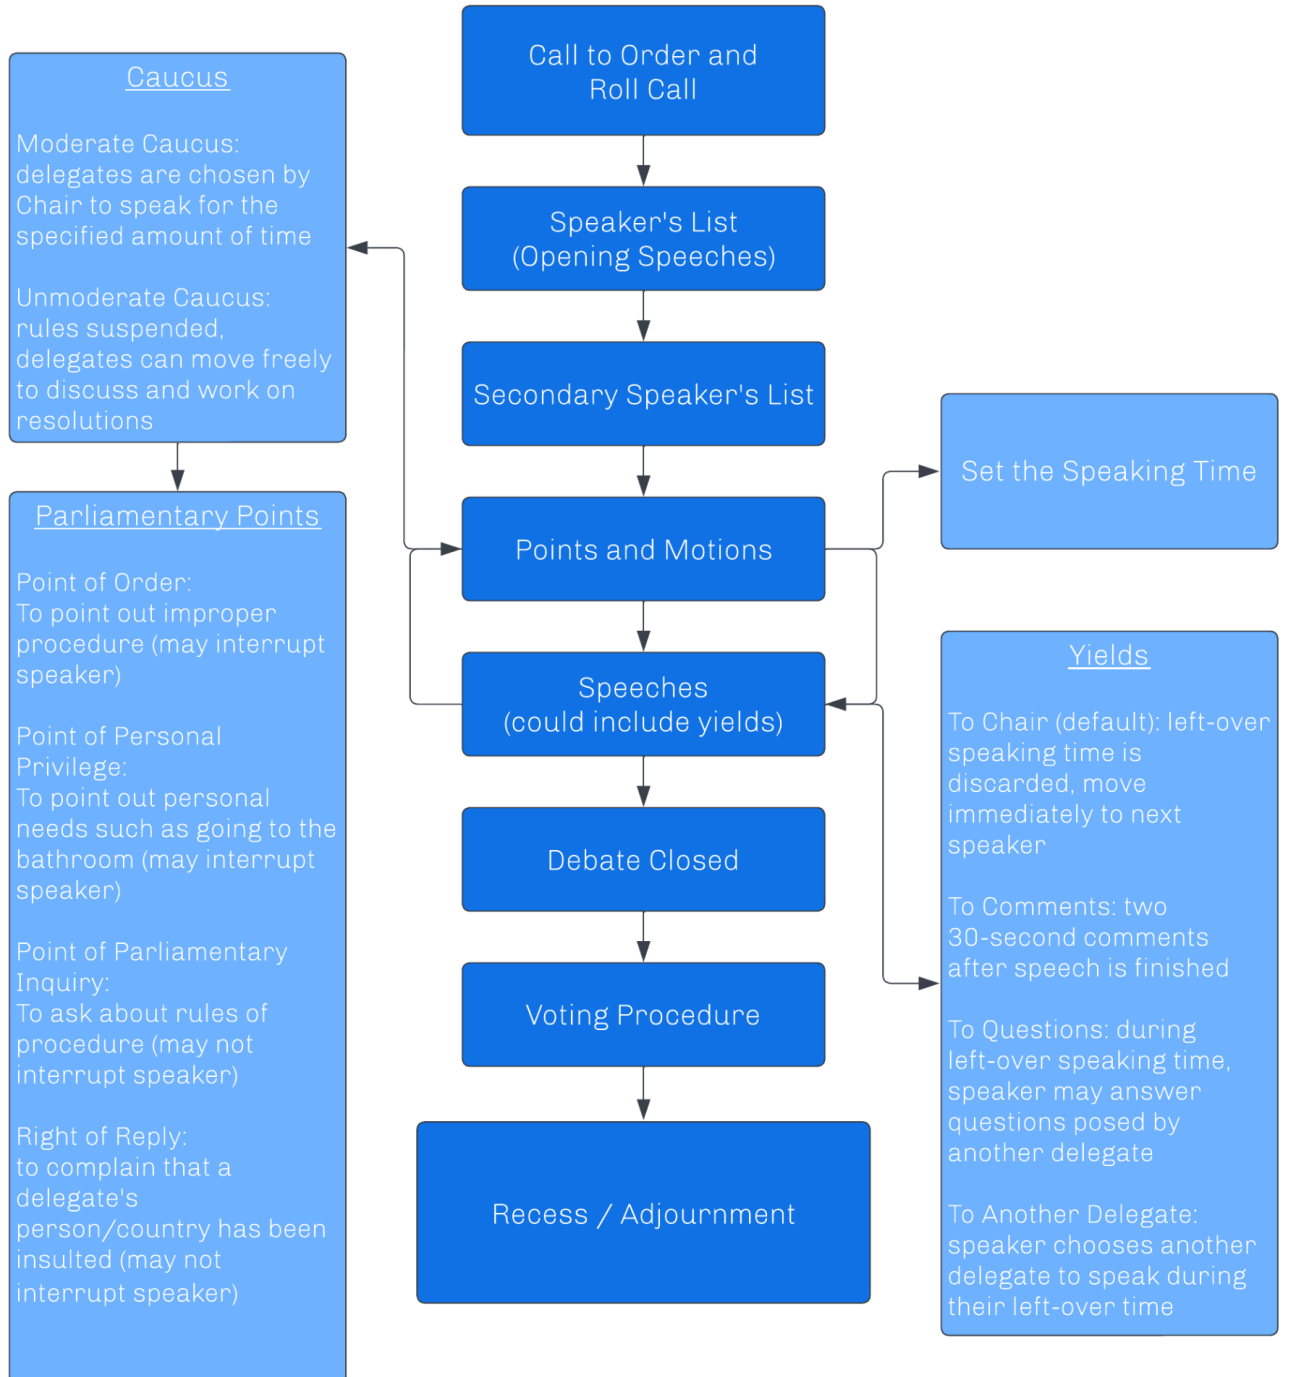 Call to Order and
Roll Call
Speaker's List
(Opening Speeches)
Secondary Speaker's List
Points and Motions
Speeches
(could include yields)
Debate Closed
Voting Procedure
Recess / Adjournment
Caucus
Moderate Caucus:
delegates are chosen by
Chair to speak for the
specified amount of time
Unmoderate Caucus:
rules suspended,
delegates can move freely
to discuss and work on
resolutions
Parliamentary Points
Point of Order:
To point out improper
procedure (may interrupt
speaker)
Point of Personal
Privilege:
To point out personal
needs such as going to the
bathroom (may interrupt
speaker)
Point of Parliamentary
Inquiry:
To ask about rules of
procedure (may not
interrupt speaker)
Right of Reply:
to complain that a
delegate's
person/country has been
insulted (may not
interrupt speaker)
Set the Speaking Time
Yields
To Chair (default): left-over
speaking time is
discarded, move
immediately to next
speaker
To Comments: two
30-second comments
after speech is finished
To Questions: during
left-over speaking time,
speaker may answer
questions posed by
another delegate
To Another Delegate:
speaker chooses another
delegate to speak during
their left-over time